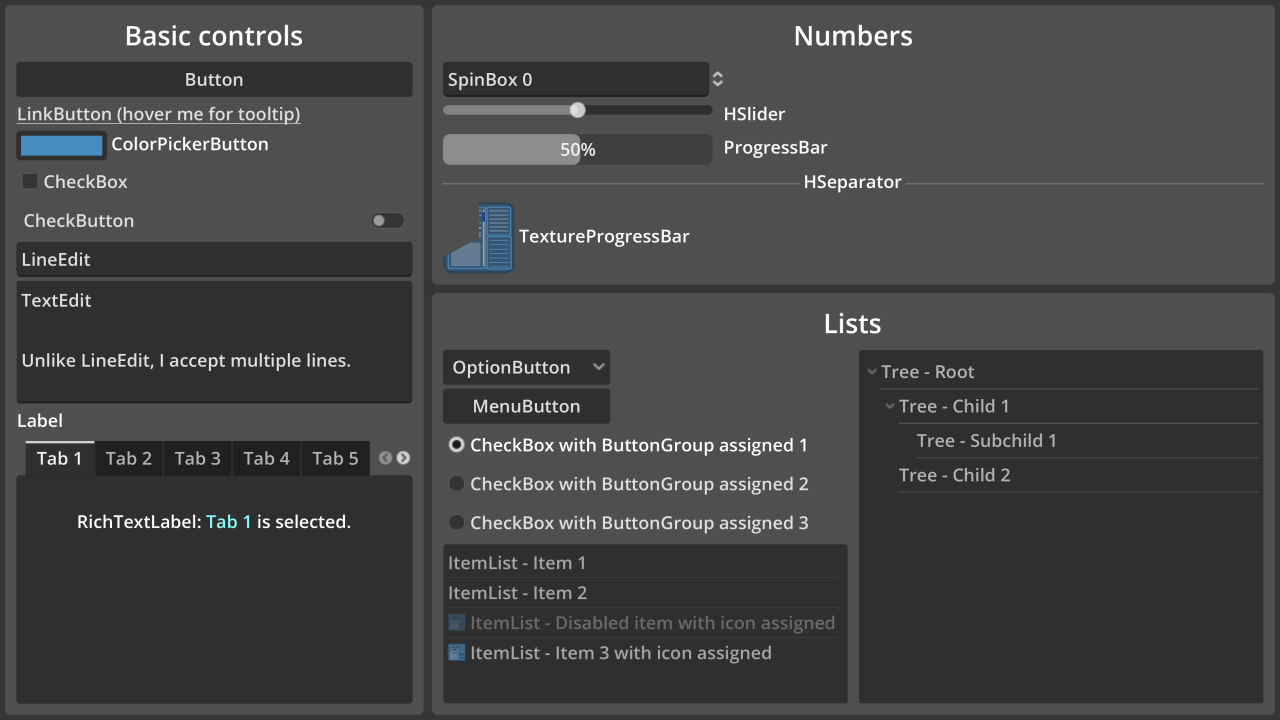 Basic controls
Button
LinkButton (hover me for tooltip)
ColorPickerButton
CheckBox
CheckButton
LineEdit
TextEdit
Unlike LineEdit, I accept multiple lines.
Label
Tab 1 Tab 2 Tab 3 Tab 4 Tab 5
RichTextLabel: Tab 1 is selected.
Numbers
SpinBox 0
HSlider
50% ProgressBar
HSeparator
TextureProgressBar
Lists
OptionButton
MenuButton
CheckBox with ButtonGroup assigned 1
CheckBox with ButtonGroup assigned 2
CheckBox with ButtonGroup assigned 3
ItemList - Item 1
ItemList - Item 2
ItemList - Disabled item with icon assigned
ItemList - Item 3 with icon assigned
Tree - Root
Tree - Child 1
Tree - Subchild 1
Tree - Child 2